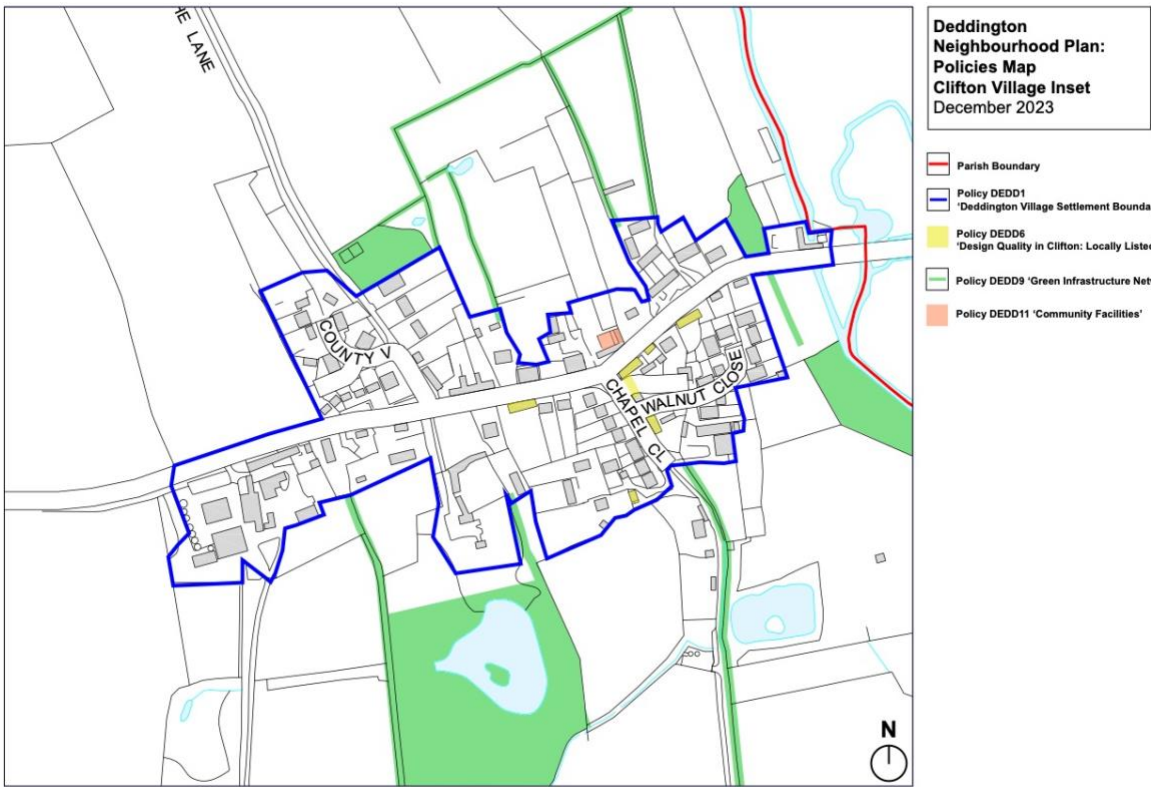 Deddington
Neighbourhood Plan:
Policies Map
Clifton Village Inset
December 2023
Parish Boundary
Policy DEDD1
‘Deddington Village Settlement Bounda
Policy DEDD6
‘Design Quality in Clifton: Locally Listed
Policy DEDD9 ‘Green Infrastructure Net
Policy DEDD11 ‘Community Facilities’
HE LANE
COUNTY V
CHAPEL CL
WALNUT CLOSE
N